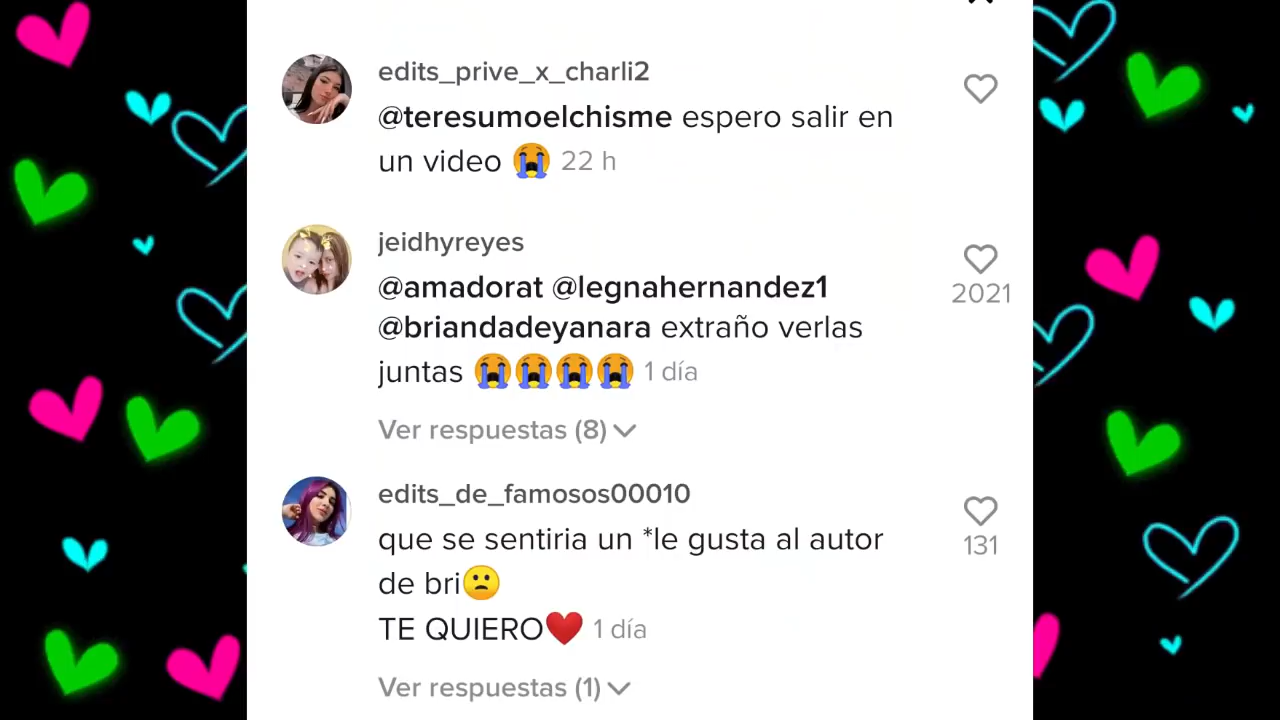 edits_prive_x_charli2
@teresumoelchisme espero salir en
un video 😭 22 h
jeidhyreyes
@amadorat @legnahernandez1
2021
@briandadeyanara extraño verlas
juntas 😭😭😭😭 1 día
Ver respuestas (8)
edits_de_famosos00010
que se sentiria un *le gusta al autor
131
de bri🙁
TE QUIERO❤️ 1 día
Ver respuestas (1)